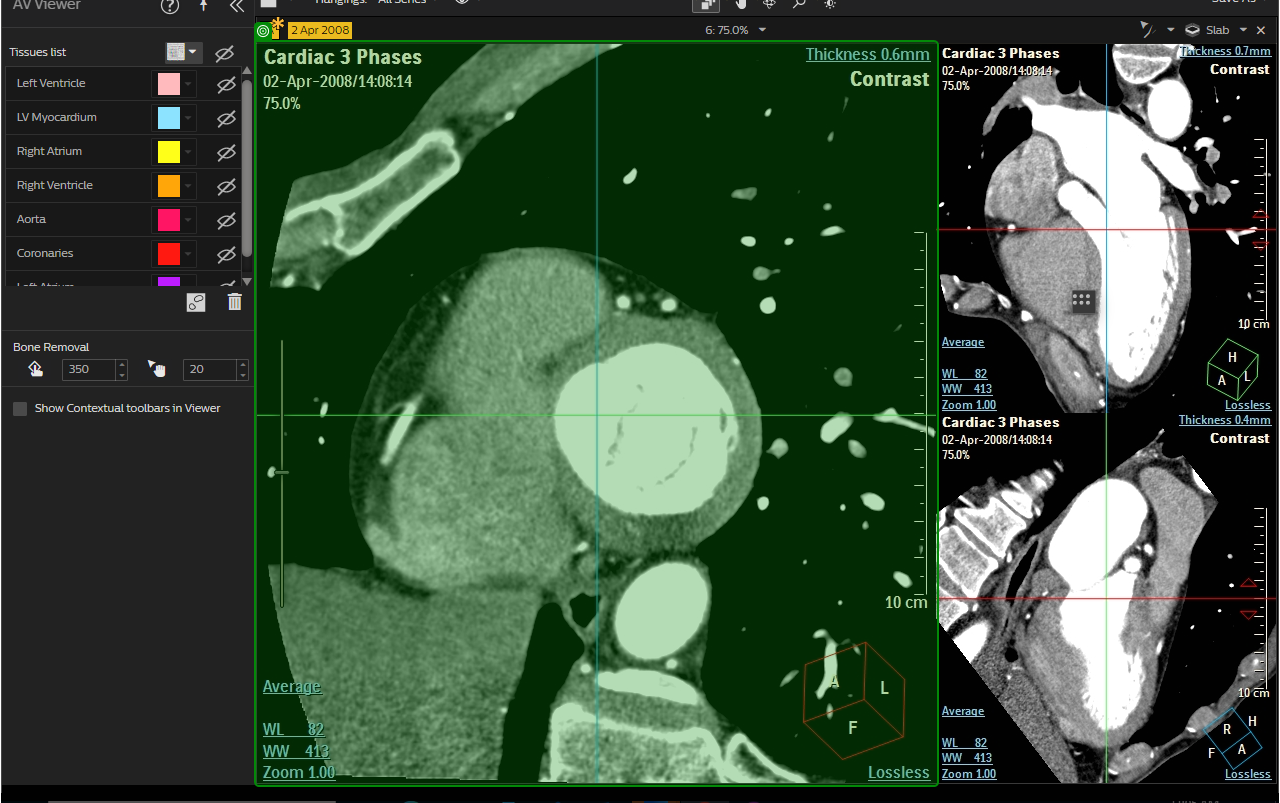 AV Viewer
?
Hangings: All Series
Save As
2 Apr 2008
6: 75.0%
Slab
Tissues list
Left Ventricle
LV Myocardium
Right Atrium
Right Ventricle
Aorta
Coronaries
Left Atrium
Bone Removal
350
20
Show Contextual toolbars in Viewer
Cardiac 3 Phases
02-Apr-2008/14:08:14
75.0%
Thickness 0.6mm
Contrast
10 cm
Average
WL 82
WW 413
Zoom 1.00
A
L
F
Lossless
Cardiac 3 Phases
02-Apr-2008/14:08:14
75.0%
Thickness 0.7mm
Contrast
10 cm
Average
WL 82
WW 413
Zoom 1.00
H
A
L
Lossless
Cardiac 3 Phases
02-Apr-2008/14:08:14
75.0%
Thickness 0.4mm
Contrast
10 cm
Average
WL 82
WW 413
Zoom 1.00
R
H
F
A
Lossless